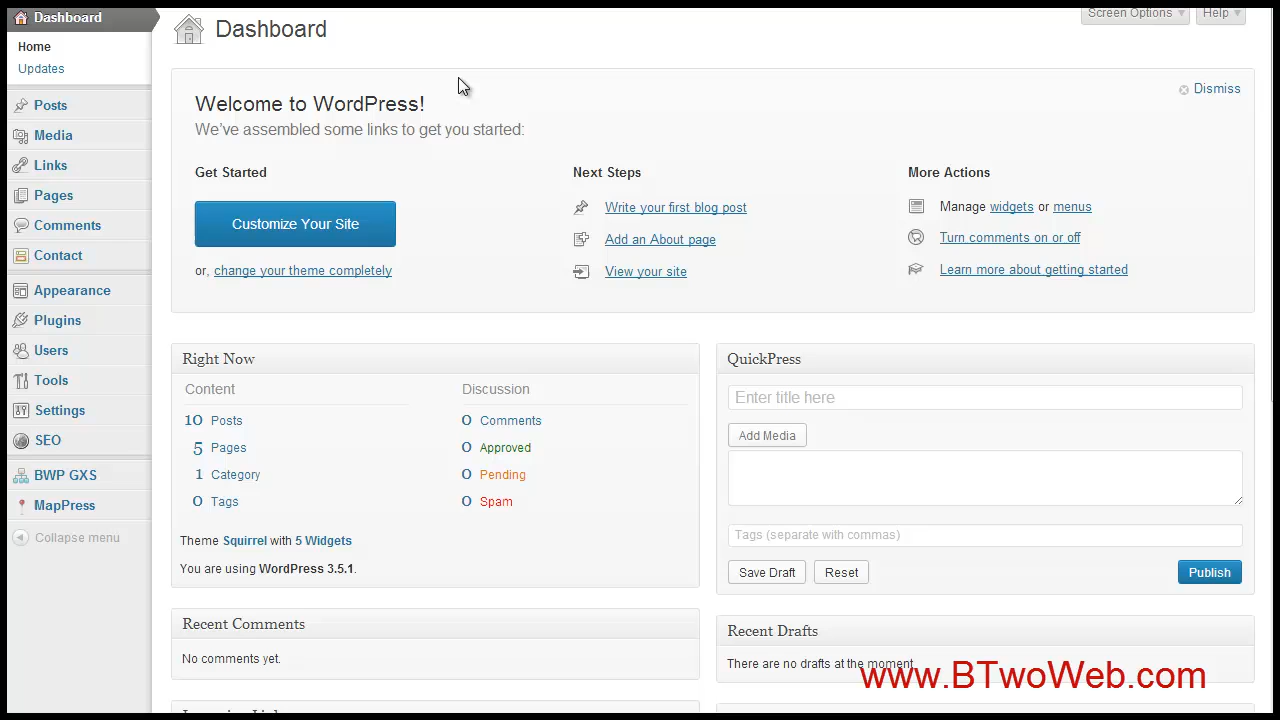 Dashboard
Home
Updates
Posts
Media
Links
Pages
Comments
Contact
Appearance
Plugins
Users
Tools
Settings
SEO
BWP GXS
MapPress
Collapse menu
Screen Options
Help
Dashboard
Welcome to WordPress!
Dismiss
We've assembled some links to get you started:
Get Started
Customize Your Site
or, change your theme completely
Next Steps
Write your first blog post
Add an About page
View your site
More Actions
Manage widgets or menus
Turn comments on or off
Learn more about getting started
Right Now
Content
10 Posts
5 Pages
1 Category
0 Tags
Discussion
0 Comments
0 Approved
0 Pending
0 Spam
Theme Squirrel with 5 Widgets
You are using WordPress 3.5.1.
Recent Comments
No comments yet.
QuickPress
Enter title here
Add Media
Tags (separate with commas)
Save Draft
Reset
Publish
Recent Drafts
There are no drafts at the moment
www.BTwoWeb.com